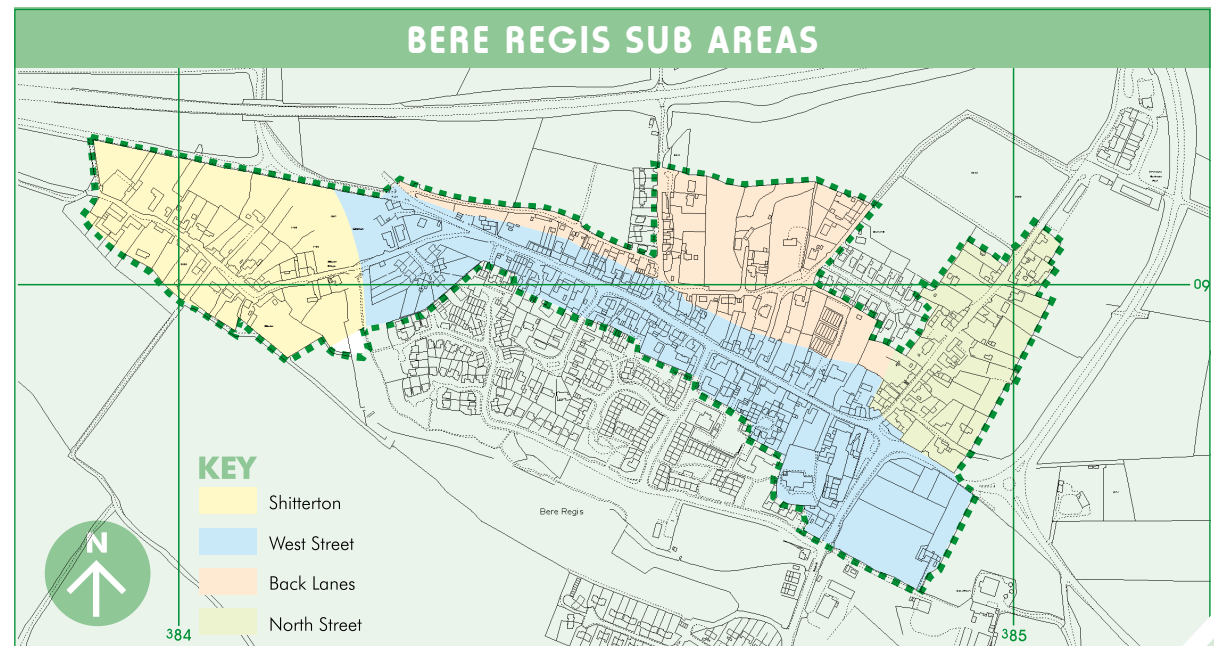 BERE REGIS SUB AREAS
09
Bere Regis
KEY
Shitterton
West Street
Back Lanes
North Street
N
384
385